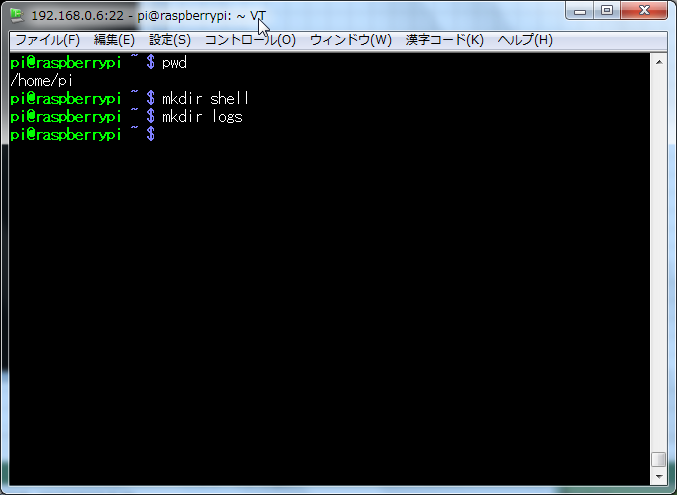 192.168.0.6:22 - pi@raspberrypi: ~ VT
ファイル(F) 編集(E) 設定(S) コントロール(O) ウィンドウ(W) 漢字コード(K) ヘルプ(H)
pi@raspberrypi ~ $ pwd
/home/pi
pi@raspberrypi ~ $ mkdir shell
pi@raspberrypi ~ $ mkdir logs
pi@raspberrypi ~ $